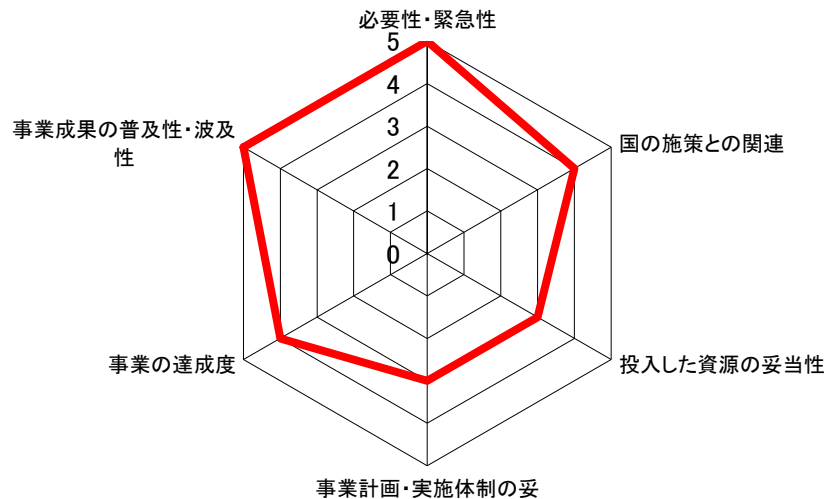 必要性・緊急性
5
4
3
2
1
0
国の施策との関連
投入した資源の妥当性
事業計画・実施体制の妥
事業の達成度
事業成果の普及性・波及
性